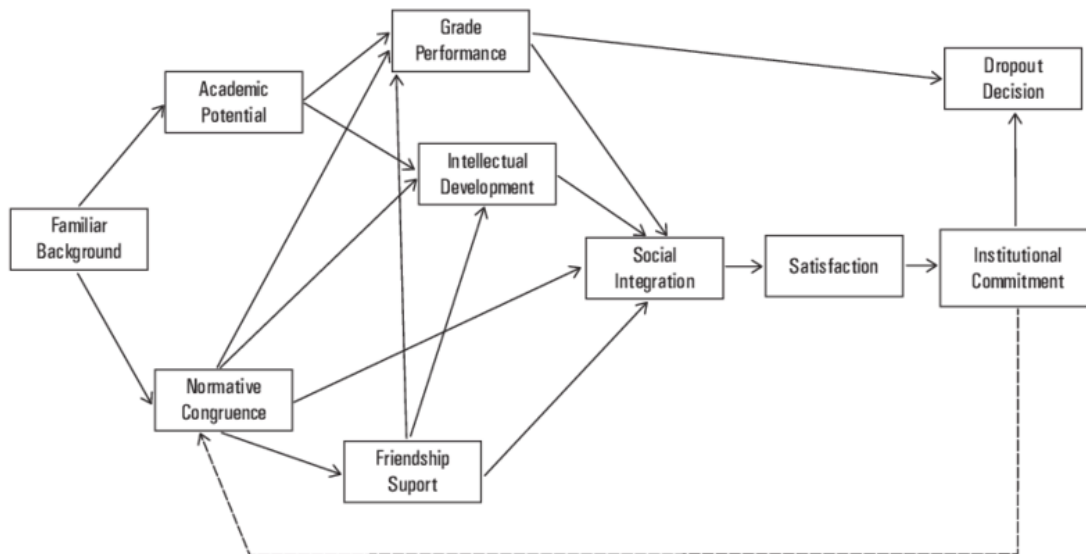 Grade
Performance
Dropout
Decision
Academic
Potential
Intellectual
Development
Familiar
Background
Social
Integration
Satisfaction
Institutional
Commitment
Normative
Congruence
Friendship
Suport